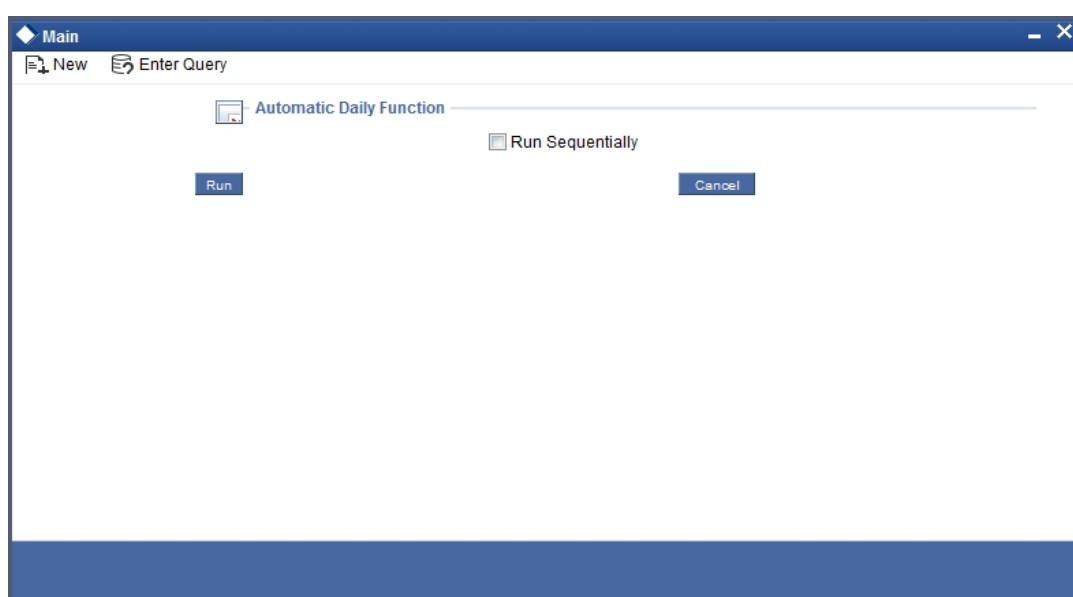 Main
New Enter Query
Automatic Daily Function
Run Sequentially
Run Cancel